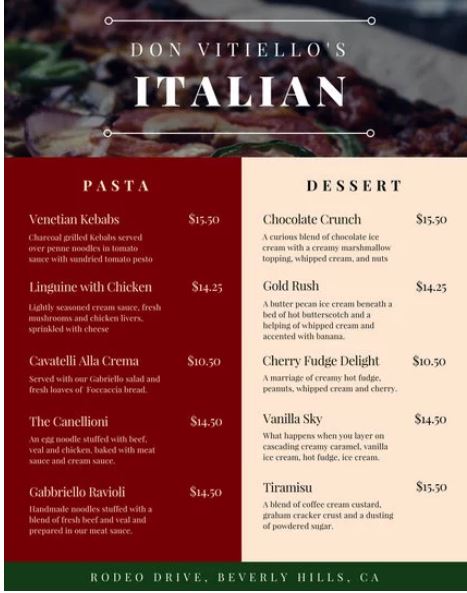 DON VITIELLO'S
ITALIAN
PASTA
Venetian Kebabs $15.50
Charcoal grilled Kebabs served
over penne noodles in tomato
sauce with sundried tomato pesto
Linguine with Chicken $14.25
Lightly seasoned cream sauce, fresh
mushrooms and chicken livers,
sprinkled with cheese
Cavatelli Alla Crema $10.50
Served with our Gabriello salad and
fresh loaves of Foccaccia bread.
The Canellioni $14.50
An egg noodle stuffed with beef,
veal and chicken, baked with meat
sauce and cream sauce.
Gabbriello Ravioli $14.50
Handmade noodles stuffed with a
blend of fresh beef and veal and
prepared in our meat sauce.
DESSERT
Chocolate Crunch $15.50
A curious blend of chocolate ice
cream with a creamy marshmallow
topping, whipped cream, and nuts
Gold Rush $14.25
A butter pecan ice cream beneath a
bed of hot butterscotch and a
helping of whipped cream and
accented with banana.
Cherry Fudge Delight $10.50
A marriage of creamy hot fudge,
peanuts, whipped cream and cherry.
Vanilla Sky $14.50
What happens when you layer on
cascading creamy caramel, vanilla
ice cream, hot fudge, ice cream.
Tiramisu $15.50
A blend of coffee cream custard,
graham cracker crust and a dusting
of powdered sugar.
RODEO DRIVE, BEVERLY HILLS, CA